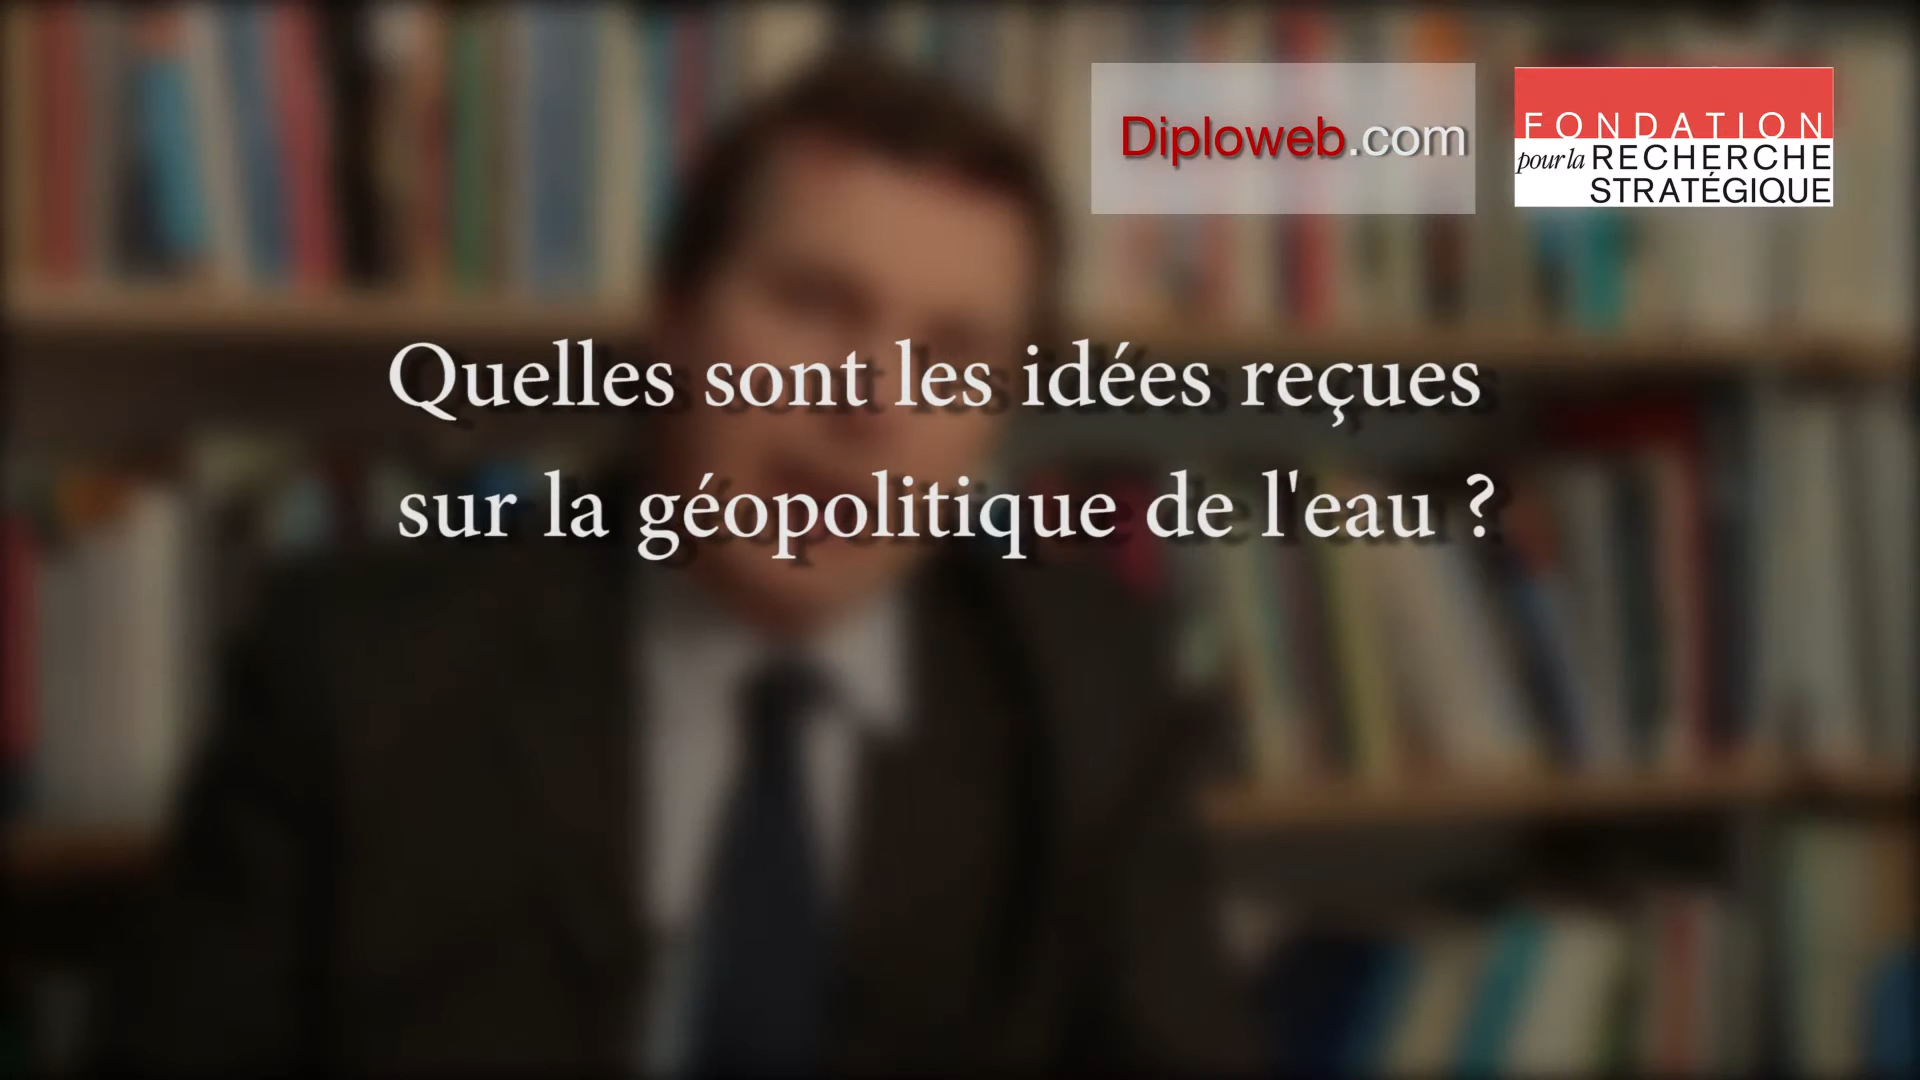 Diploweb.com
FONDATION
pour la RECHERCHE
STRATÉGIQUE
Quelles sont les idées reçues
sur la géopolitique de l'eau ?